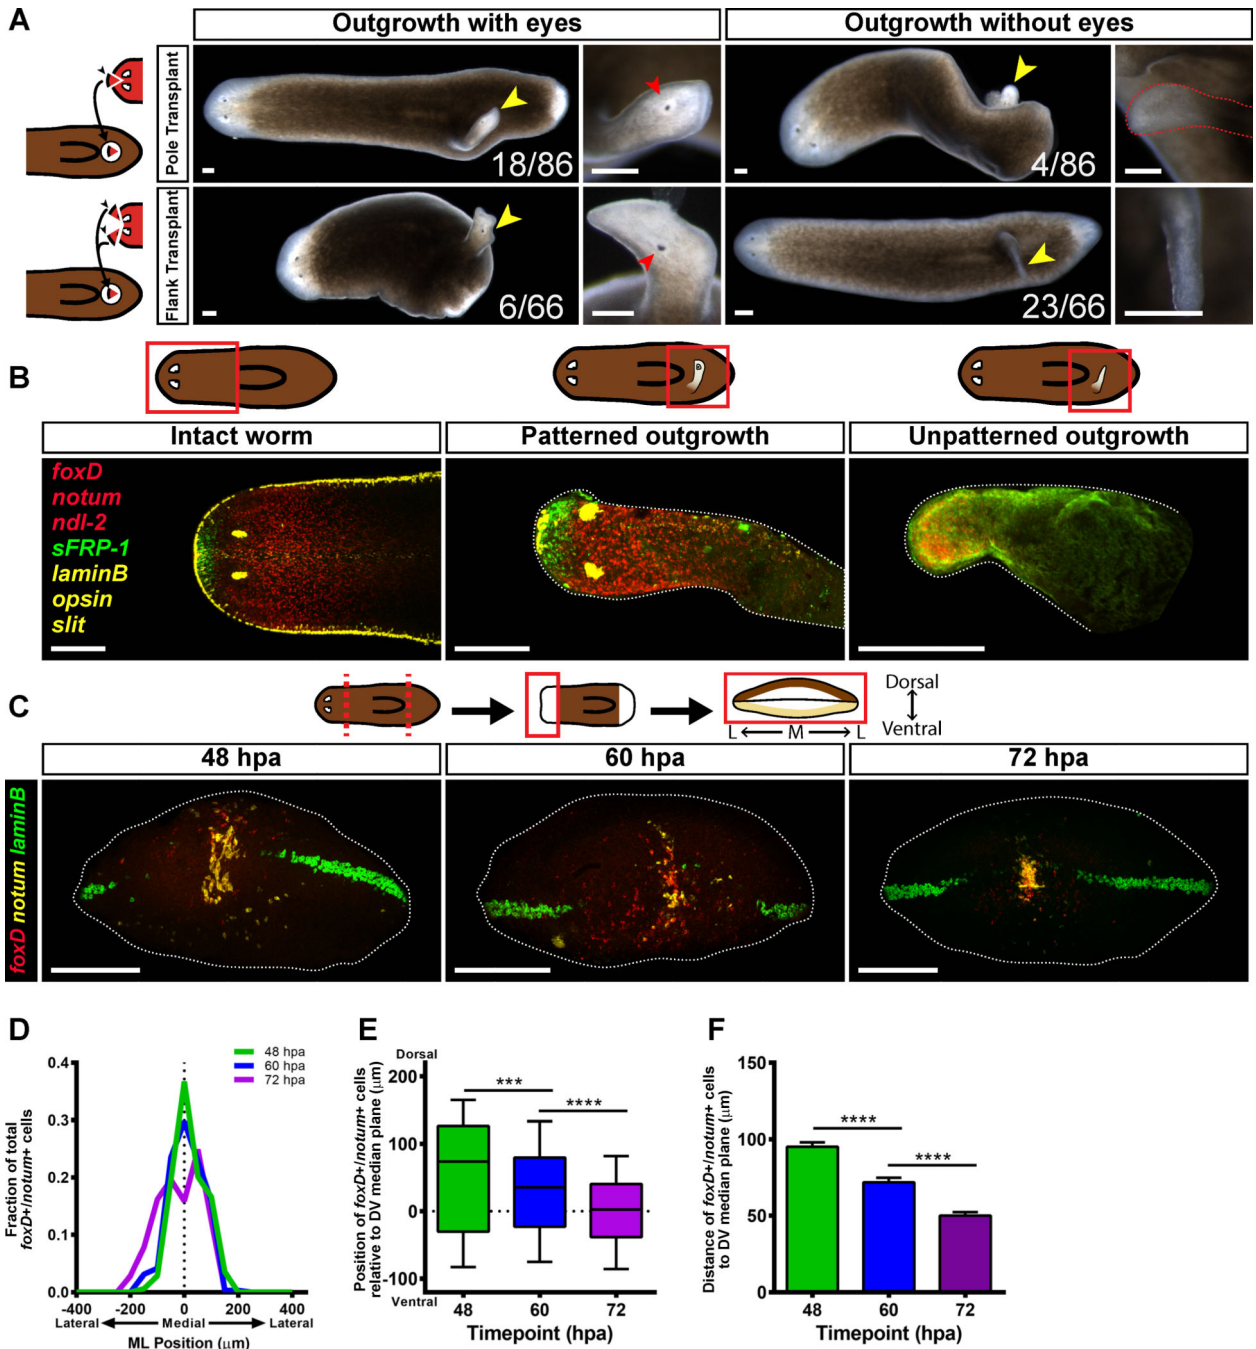 A
Outgrowth with eyes
Outgrowth without eyes
Pole Transplant
18/86
4/86
Flank Transplant
6/66
23/66
B
Intact worm
Patterned outgrowth
Unpatterned outgrowth
foxD
notum
ndl-2
sFRP-1
laminB
opsin
slit
C
Dorsal
Ventral
L M L
48 hpa
60 hpa
72 hpa
foxD notum laminB
D
Fraction of total
foxD+/notum+ cells
0.4
0.3
0.2
0.1
0.0
48 hpa
60 hpa
72 hpa
-400 -200 0 200 400
Lateral Medial Lateral
ML Position (μm)
E
Position of foxD+/notum+ cells
relative to DV median plane (μm)
Dorsal
200
100
0
-100
Ventral
*** ****
48 60 72
Timepoint (hpa)
F
Distance of foxD+/notum+ cells
to DV median plane (μm)
150
100
50
0
**** ****
48 60 72
Timepoint (hpa)